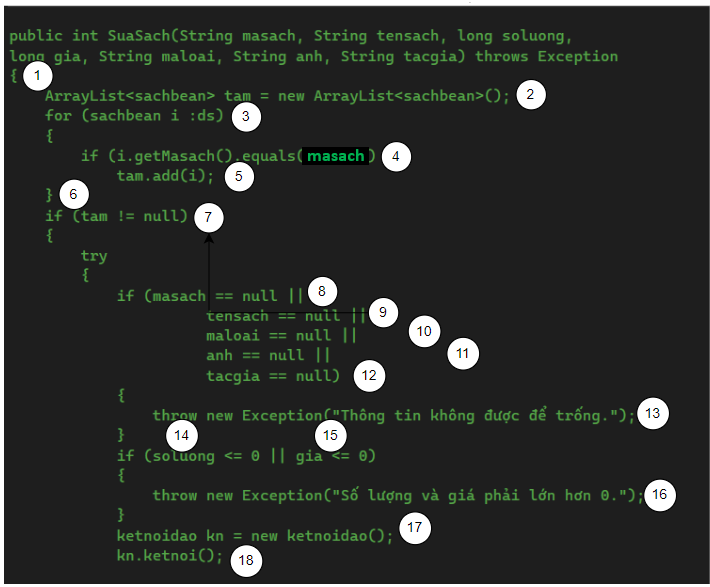 public int SuaSach(String masach, String tensach, long soluong,
long gia, String maloai, String anh, String tacgia) throws Exception
{ 1
ArrayList<sachbean> tam = new ArrayList<sachbean>(); 2
for (sachbean i :ds) 3
{
if (i.getMasach().equals(masach) 4
tam.add(i); 5
} 6
if (tam != null) 7
{
try
{
if (masach == null || 8
tensach == null || 9
maloai == null || 10
anh == null || 11
tacgia == null) 12
{
throw new Exception("Thông tin không được để trống."); 13
} 14 15
if (soluong <= 0 || gia <= 0)
{
throw new Exception("Số lượng và giá phải lớn hơn 0."); 16
}
ketnoidao kn = new ketnoidao(); 17
kn.ketnoi(); 18